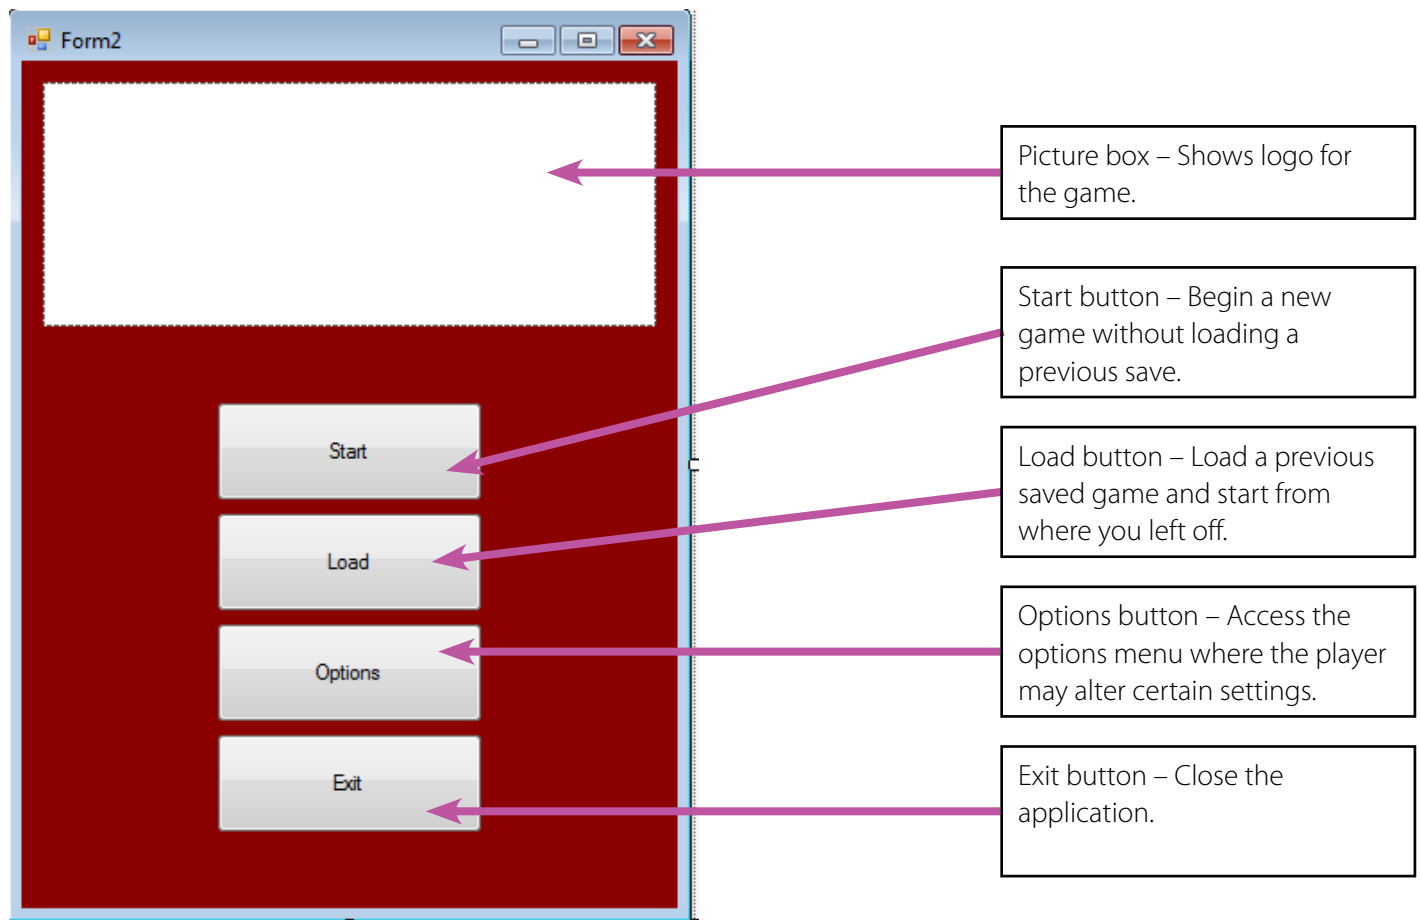 Form2
Picture box – Shows logo for
the game.
Start button – Begin a new
game without loading a
previous save.
Start
Load button – Load a previous
saved game and start from
where you left off.
Load
Options button – Access the
options menu where the player
may alter certain settings.
Options
Exit button – Close the
application.
Exit